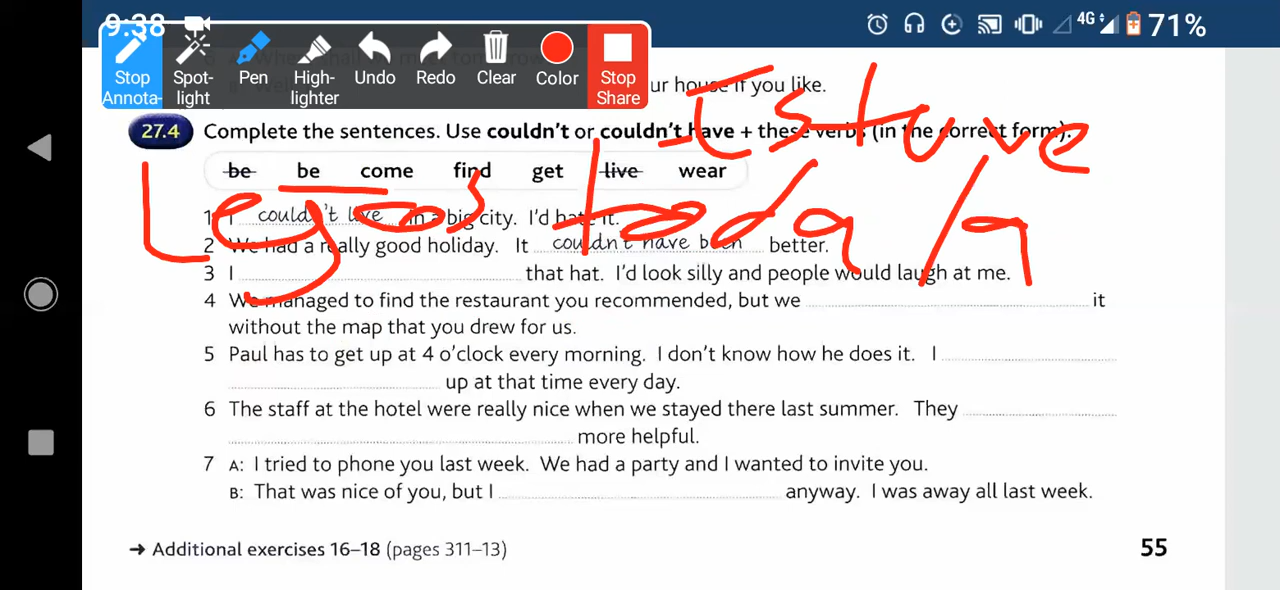 9:38
4G 71%
Stop Annota- Spot-light Pen High-lighter Undo Redo Clear Color Stop Share
ur house if you like.
27.4 Complete the sentences. Use couldn't or couldn't have + these verbs (in the correct form).
be be come find get live wear
1 I couldn't live in a big city. I'd hate it.
2 We had a really good holiday. It couldn't have been better.
3 I that hat. I'd look silly and people would laugh at me.
4 We managed to find the restaurant you recommended, but we it
without the map that you drew for us.
5 Paul has to get up at 4 o'clock every morning. I don't know how he does it. I
up at that time every day.
6 The staff at the hotel were really nice when we stayed there last summer. They
more helpful.
7 A: I tried to phone you last week. We had a party and I wanted to invite you.
B: That was nice of you, but I anyway. I was away all last week.
➜ Additional exercises 16–18 (pages 311–13)
55
Estuve
Lejos toda/a